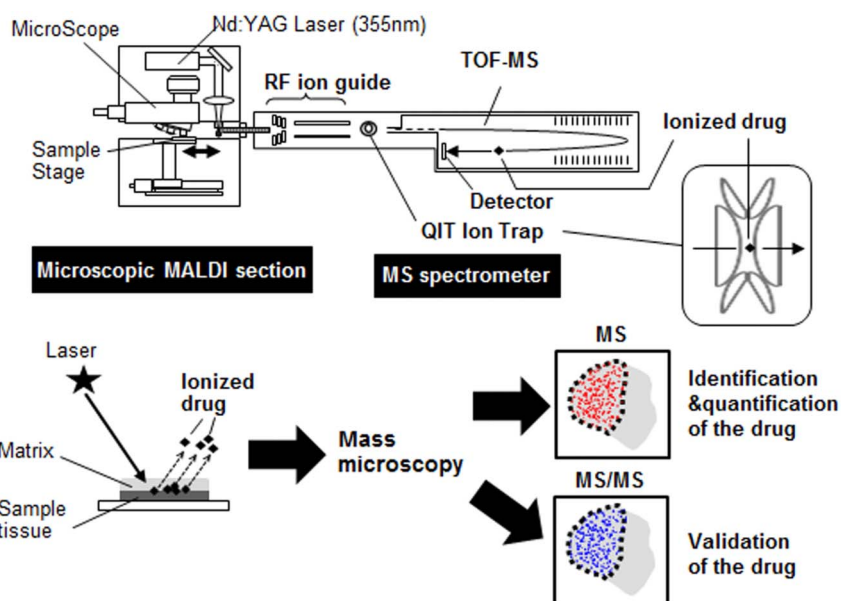 Nd:YAG Laser (355nm)
MicroScope
TOF-MS
RF ion guide
Ionized drug
Sample
Stage
Detector
QIT Ion Trap
Microscopic MALDI section
MS spectrometer
MS
Laser
Ionized
drug
Identification
&quantification
of the drug
Matrix
Mass
microscopy
MS/MS
Sample
tissue
Validation
of the drug